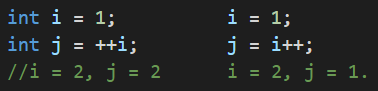 int i = 1;          i = 1;
int j = ++i;        j = i++;
//i = 2, j = 2      i = 2, j = 1.